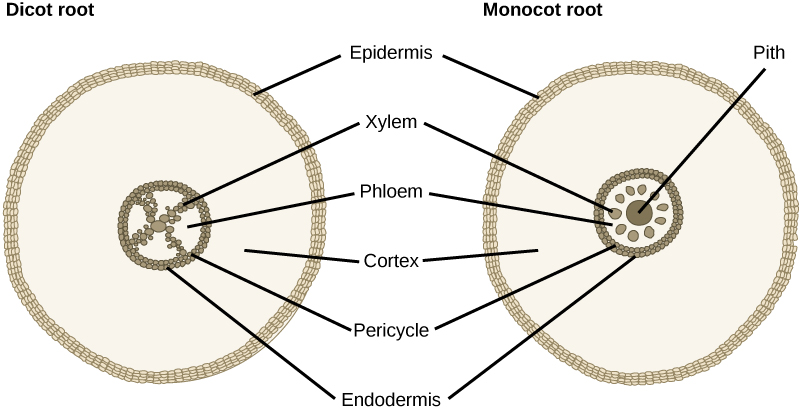 Dicot root
Monocot root
Epidermis
Pith
Xylem
Phloem
Cortex
Pericycle
Endodermis